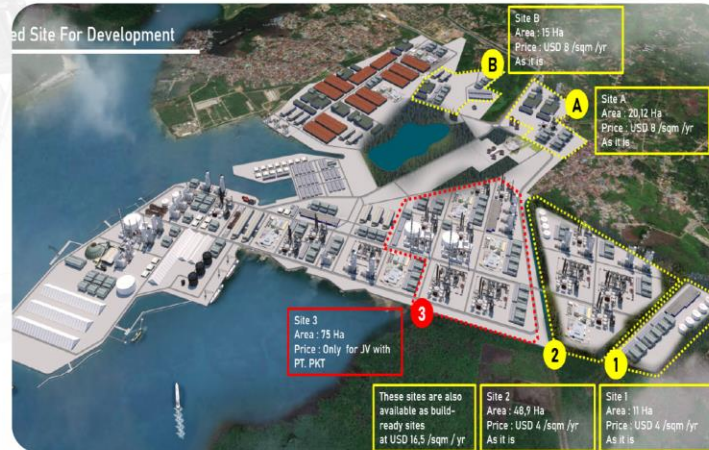 ed Site For Development
Site B
Area : 15 Ha
Price : USD 8 /sqm /yr
As it is
B
Site A
Area : 20,12 Ha
Price : USD 8 /sqm /yr
As it is
A
Site 3
Area : 75 Ha
Price : Only for JV with
PT. PKT
3
2
1
These sites are also
available as build-
ready sites
at USD 16,5 /sqm / yr
Site 2
Area : 48,9 Ha
Price : USD 4 /sqm /yr
As it is
Site 1
Area : 11 Ha
Price : USD 4 /sqm /yr
As it is